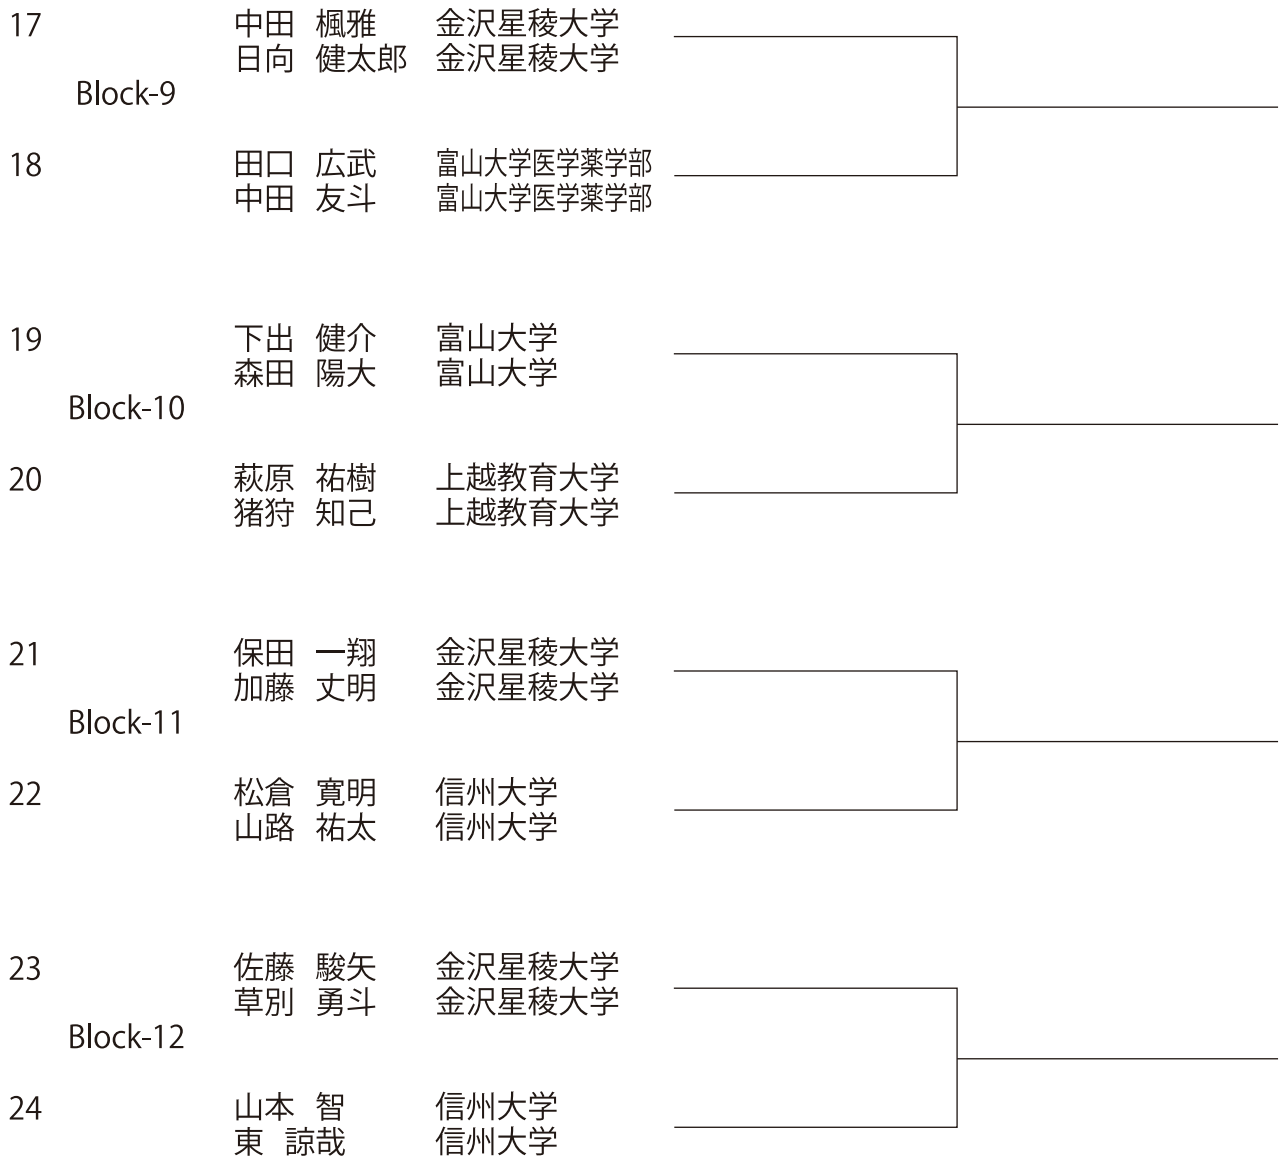 17 中田 楓雅 金沢星稜大学
日向 健太郎 金沢星稜大学
Block-9
18 田口 広武 富山大学医学薬学部
中田 友斗 富山大学医学薬学部
19 下出 健介 富山大学
森田 陽大 富山大学
Block-10
20 萩原 祐樹 上越教育大学
猪狩 知己 上越教育大学
21 保田 一翔 金沢星稜大学
加藤 丈明 金沢星稜大学
Block-11
22 松倉 寛明 信州大学
山路 祐太 信州大学
23 佐藤 駿矢 金沢星稜大学
草別 勇斗 金沢星稜大学
Block-12
24 山本 智 信州大学
東 諒哉 信州大学